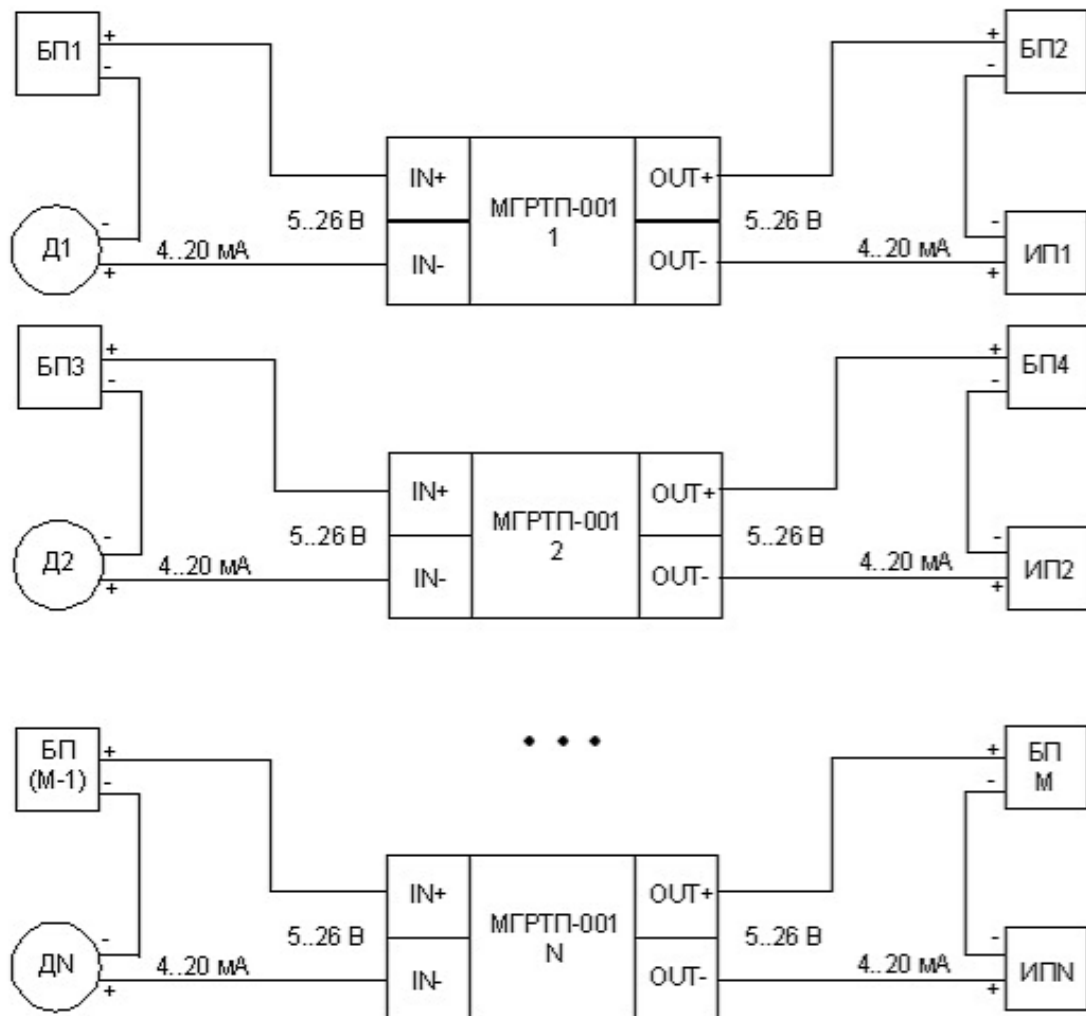 БП1
+
-
+
-
БП2
IN+
МГРТП-001
1
OUT+
5..26 В
5..26 В
Д1
-
+
4..20 мА
IN-
OUT-
4..20 мА
-
+
ИП1
БП3
+
-
+
-
БП4
IN+
МГРТП-001
2
OUT+
5..26 В
5..26 В
Д2
-
+
4..20 мА
IN-
OUT-
4..20 мА
-
+
ИП2
• • •
БП
(М-1)
+
-
+
-
БП
М
IN+
МГРТП-001
N
OUT+
5..26 В
5..26 В
ДN
-
+
4..20 мА
IN-
OUT-
4..20 мА
-
+
ИПN